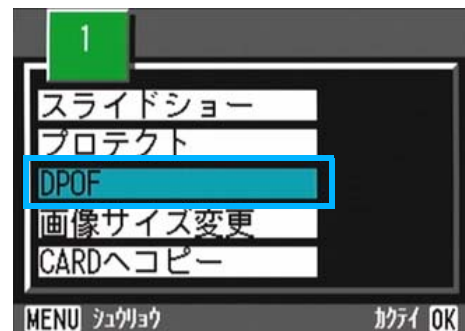 1
スライドショー
プロテクト
DPOF
画像サイズ変更
CARDへコピー
MENU ｼｭｳﾘｮｳ ｶｸﾃｲ OK